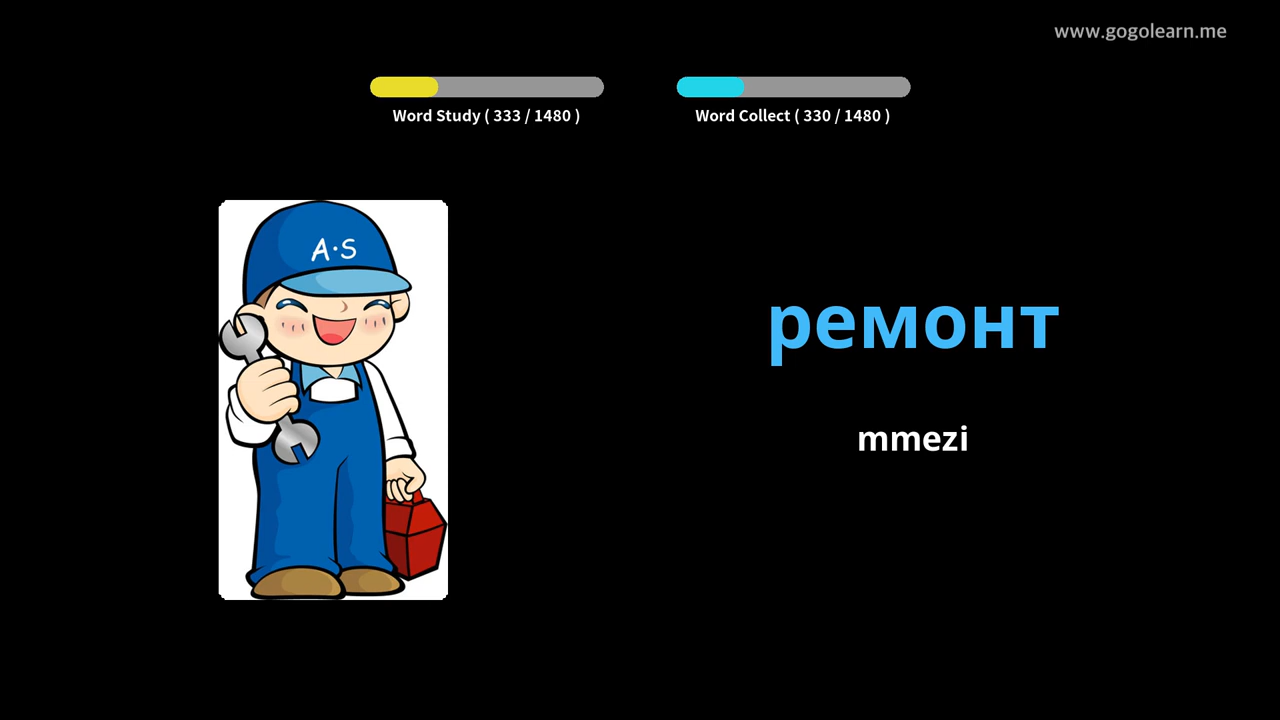 www.gogolearn.me
Word Study ( 333 / 1480 )
Word Collect ( 330 / 1480 )
A·S
ремонт
mmezi